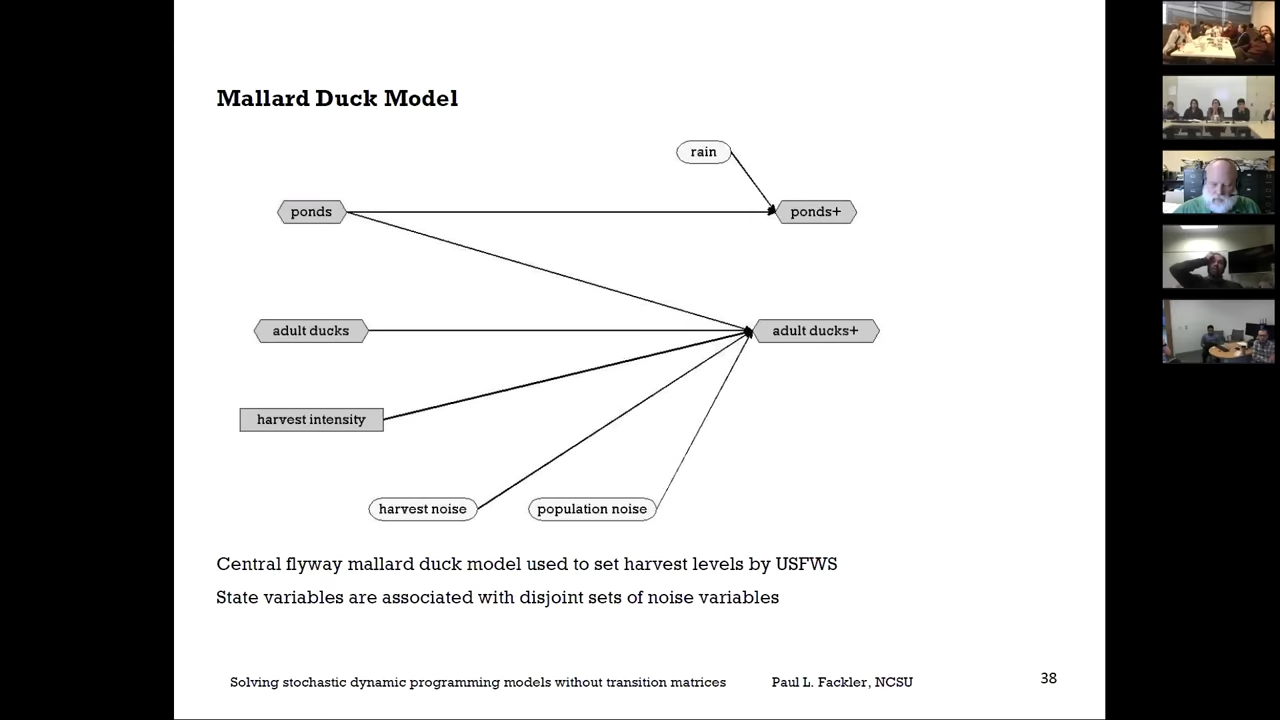 Mallard Duck Model
rain
ponds
ponds+
adult ducks
adult ducks+
harvest intensity
harvest noise
population noise
Central flyway mallard duck model used to set harvest levels by USFWS
State variables are associated with disjoint sets of noise variables
Solving stochastic dynamic programming models without transition matrices
Paul L. Fackler, NCSU
38